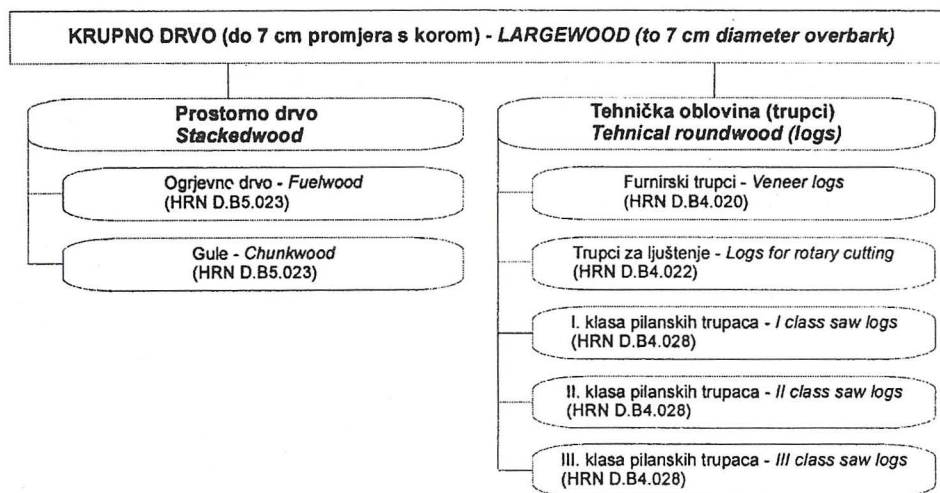 KRUPNO DRVO (do 7 cm promjera s korom) - LARGEWOOD (to 7 cm diameter overbark)
Prostorno drvo
Stackedwood
Ogrjevno drvo - Fuelwood
(HRN D.B5.023)
Gule - Chunkwood
(HRN D.B5.023)
Tehnička oblovina (trupci)
Tehnical roundwood (logs)
Furnirski trupci - Veneer logs
(HRN D.B4.020)
Trupci za ljuštenje - Logs for rotary cutting
(HRN D.B4.022)
I. klasa pilanskih trupaca - I class saw logs
(HRN D.B4.028)
II. klasa pilanskih trupaca - II class saw logs
(HRN D.B4.028)
III. klasa pilanskih trupaca - III class saw logs
(HRN D.B4.028)